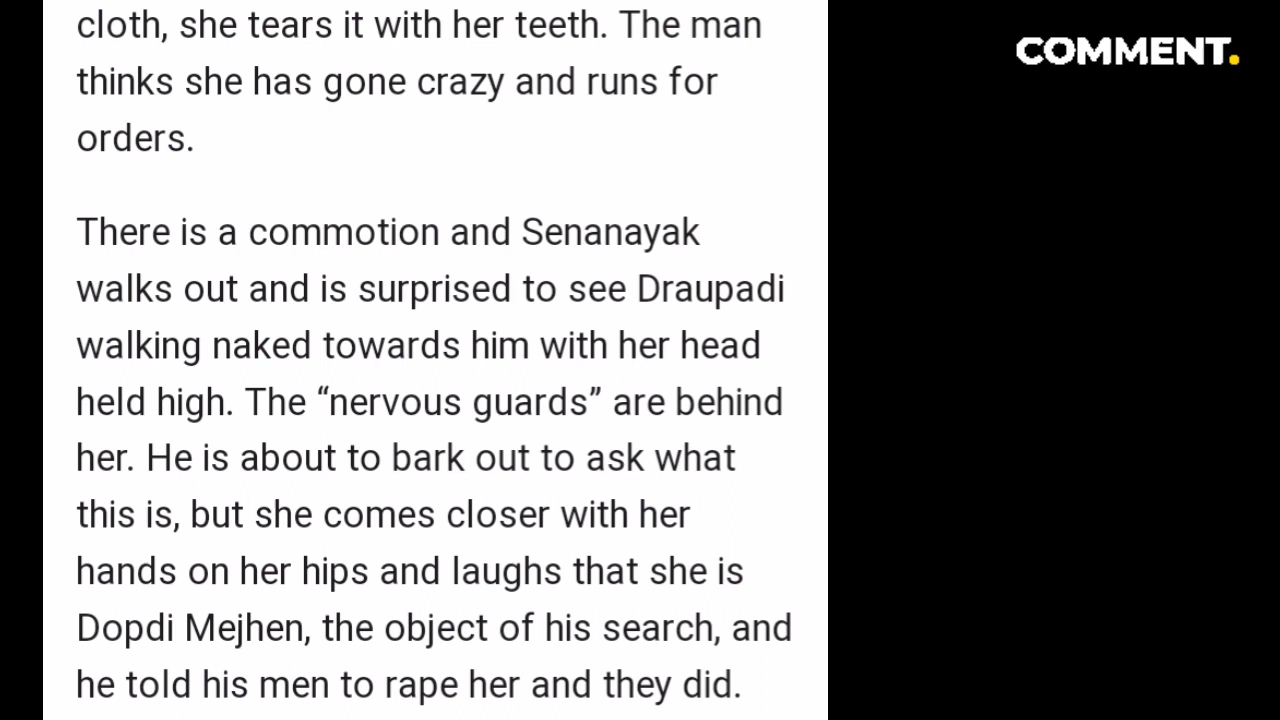 cloth, she tears it with her teeth. The man
thinks she has gone crazy and runs for
orders.
There is a commotion and Senanayak
walks out and is surprised to see Draupadi
walking naked towards him with her head
held high. The “nervous guards” are behind
her. He is about to bark out to ask what
this is, but she comes closer with her
hands on her hips and laughs that she is
Dopdi Mejhen, the object of his search, and
he told his men to rape her and they did.
COMMENT.